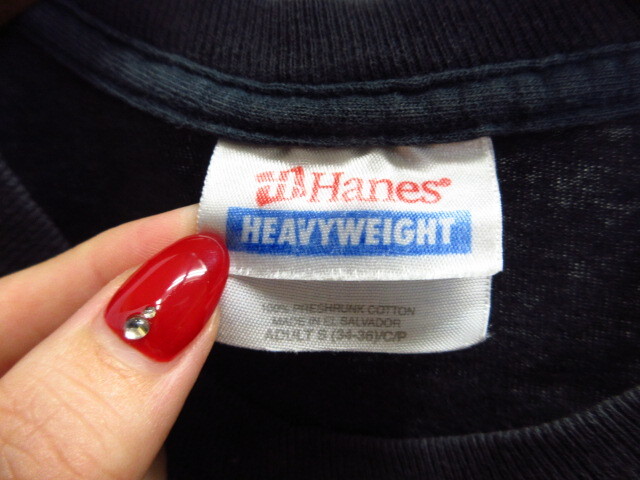 Hanes®
HEAVYWEIGHT
100% PRESHRUNK COTTON
MADE IN EL SALVADOR
ADULT S (34-36)/C/P